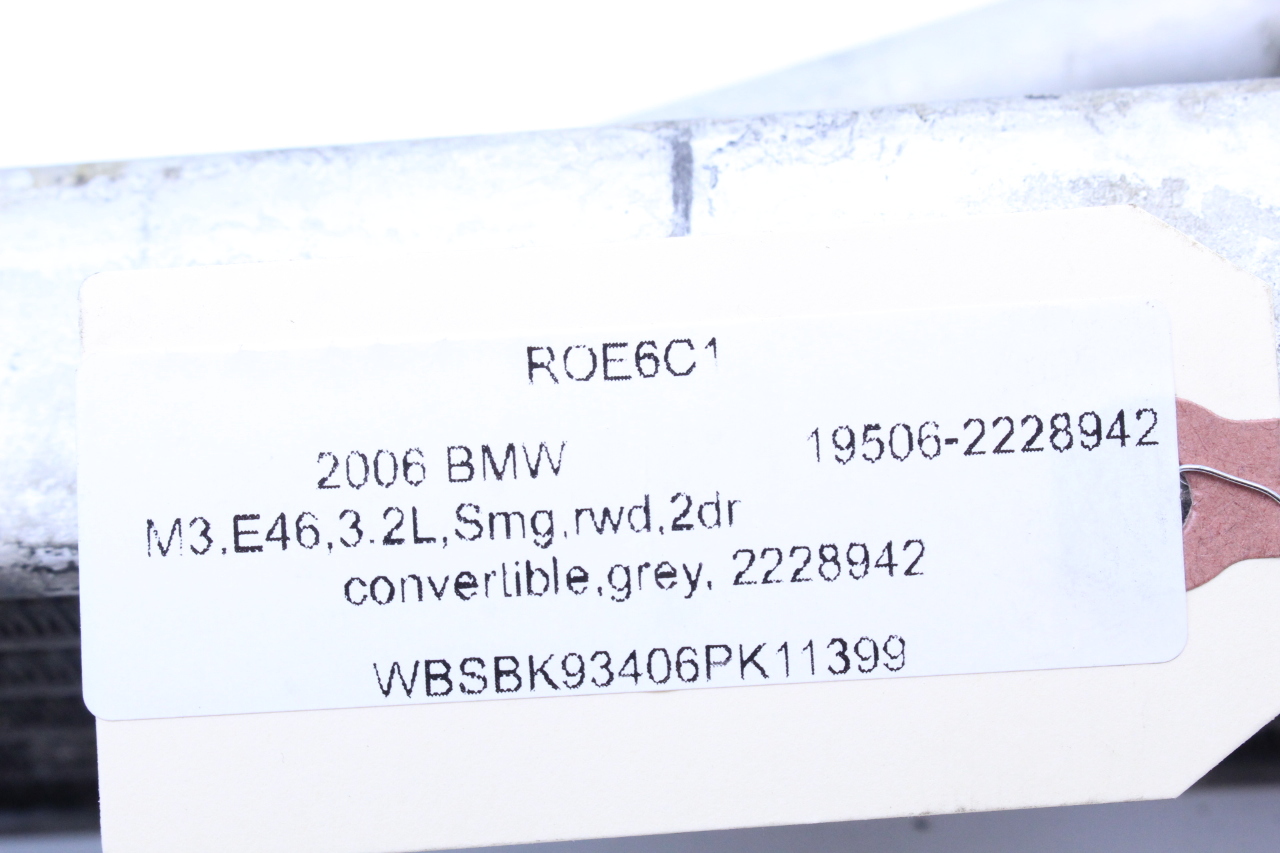 ROE6C1
2006 BMW 19506-2228942
M3,E46,3.2L,Smg,rwd,2dr
convertible,grey, 2228942
WBSBK93406PK11399